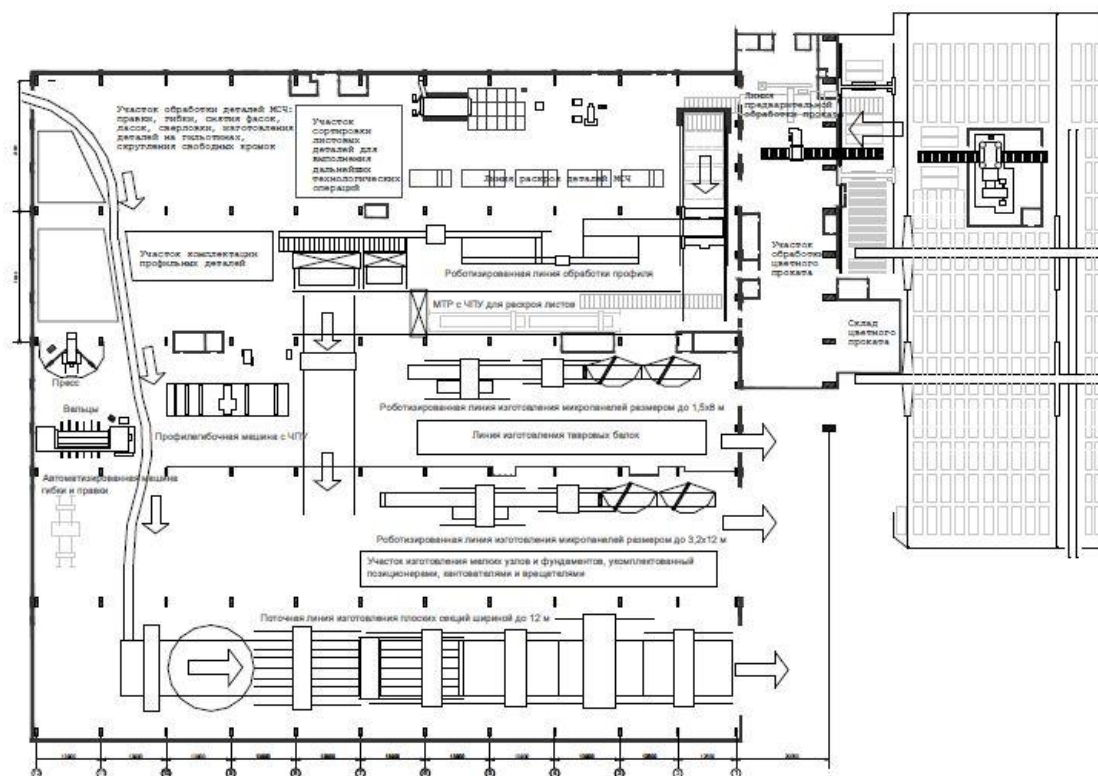 Участок обработки деталей МСЧ:
правки, гибки, снятия фасок,
ласок, сверловки, изготовления
деталей на гильотинах,
скругления свободных кромок
Участок
сортировки
листовых
деталей для
выполнения
дальнейших
технологических
операций
Линия раскроя деталей МСЧ
Линия
предварительной
обработки проката
Участок комплектации
профильных деталей
Роботизированная линия обработки профиля
МТР с ЧПУ для раскроя листов
Участок
обработки
цветного
проката
Склад
цветного
проката
Пресс
Вальцы
Профилегибочная машина с ЧПУ
Автоматизированная машина
гибки и правки
Роботизированная линия изготовления микропанелей размером до 1,5х8 м
Линия изготовления тавровых балок
Роботизированная линия изготовления микропанелей размером до 3,2х12 м
Участок изготовления мелких узлов и фундаментов, укомплектованный
позиционерами, кантователями и вращателями
Поточная линия изготовления плоских секций шириной до 12 м